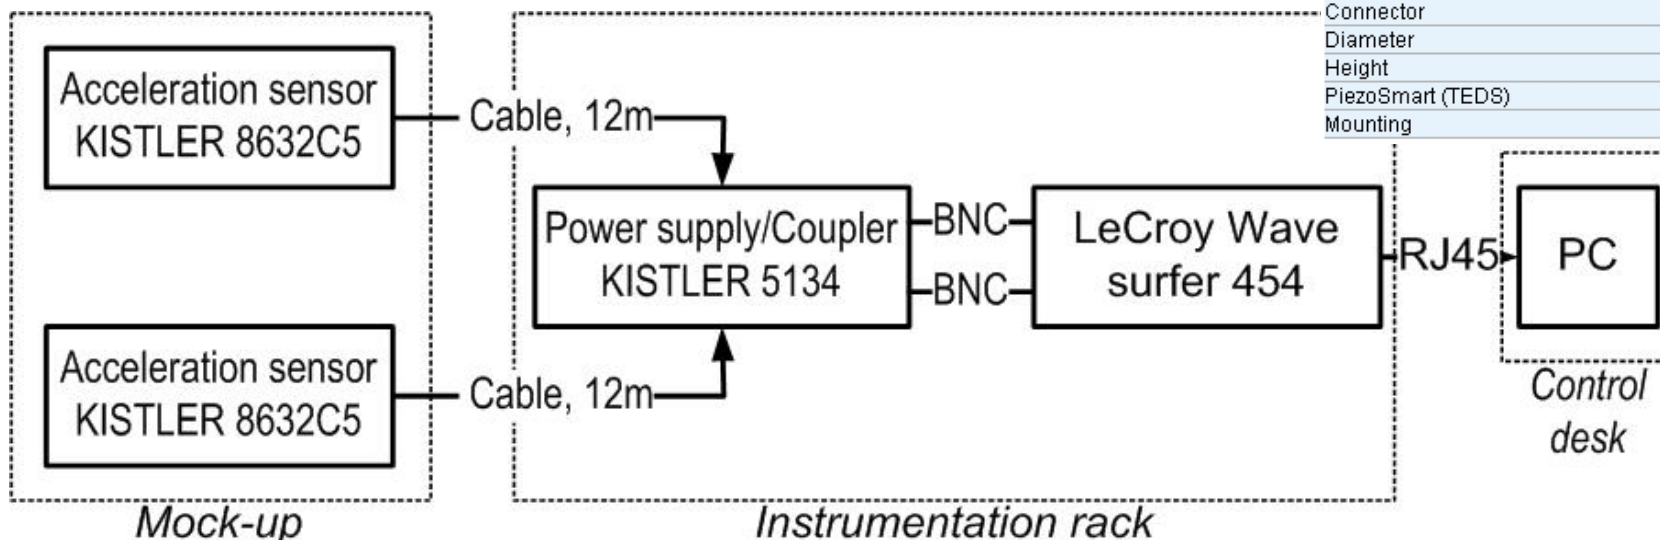 Connector
Diameter
Height
PiezoSmart (TEDS)
Mounting
Acceleration sensor
KISTLER 8632C5
Cable, 12m
Power supply/Coupler
KISTLER 5134
BNC
BNC
LeCroy Wave
surfer 454
RJ45
PC
Acceleration sensor
KISTLER 8632C5
Cable, 12m
Control
desk
Mock-up
Instrumentation rack